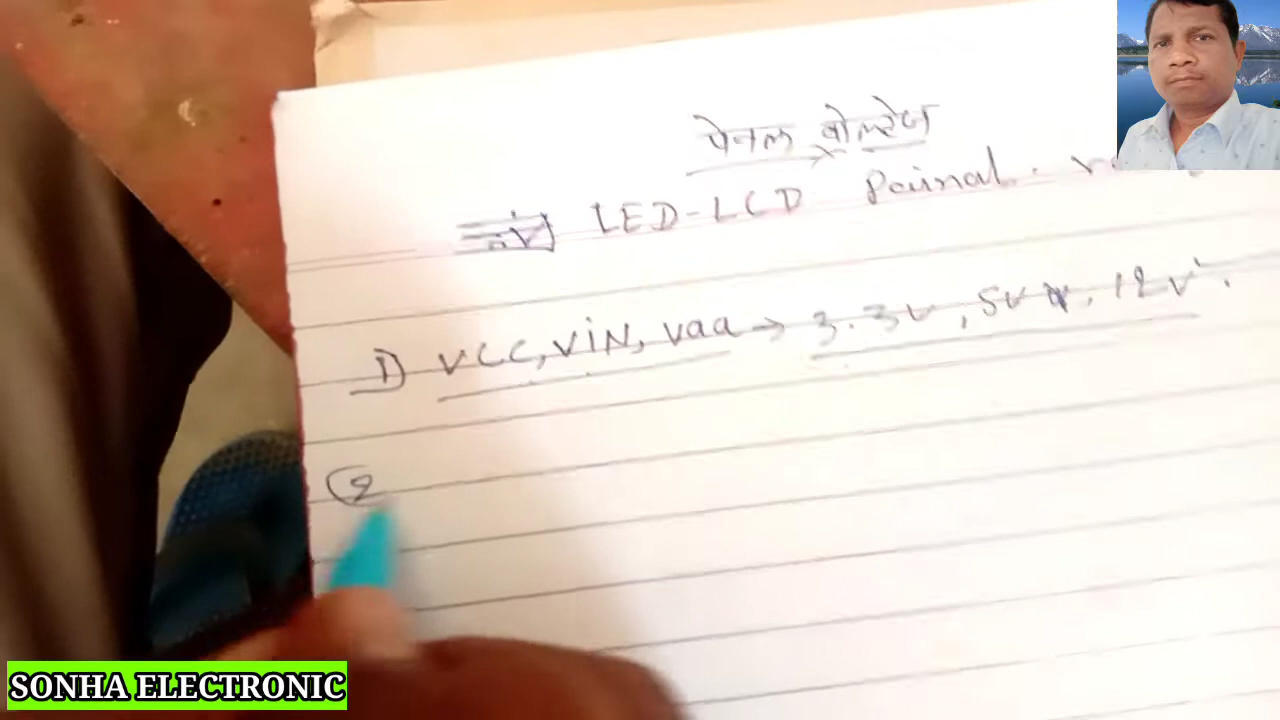 पेनल वोल्टेज
LED-LCD Painal.
1) VCC, ViN, Vaa → 3.3V, 5V, 12V.
2
SONHA ELECTRONIC